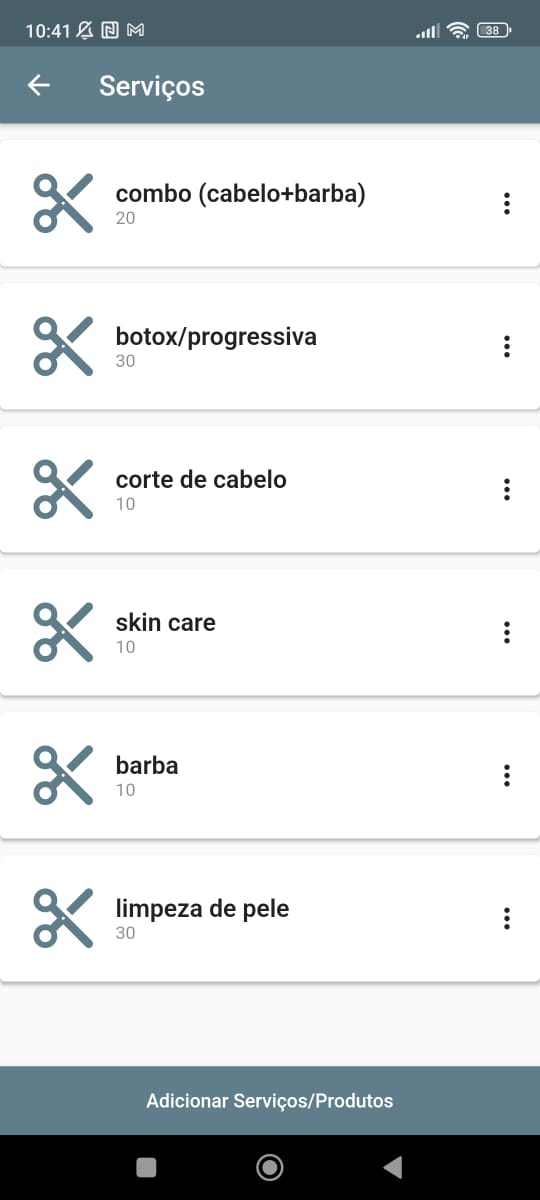 10:41
38
Serviços
combo (cabelo+barba)
20
botox/progressiva
30
corte de cabelo
10
skin care
10
barba
10
limpeza de pele
30
Adicionar Serviços/Produtos